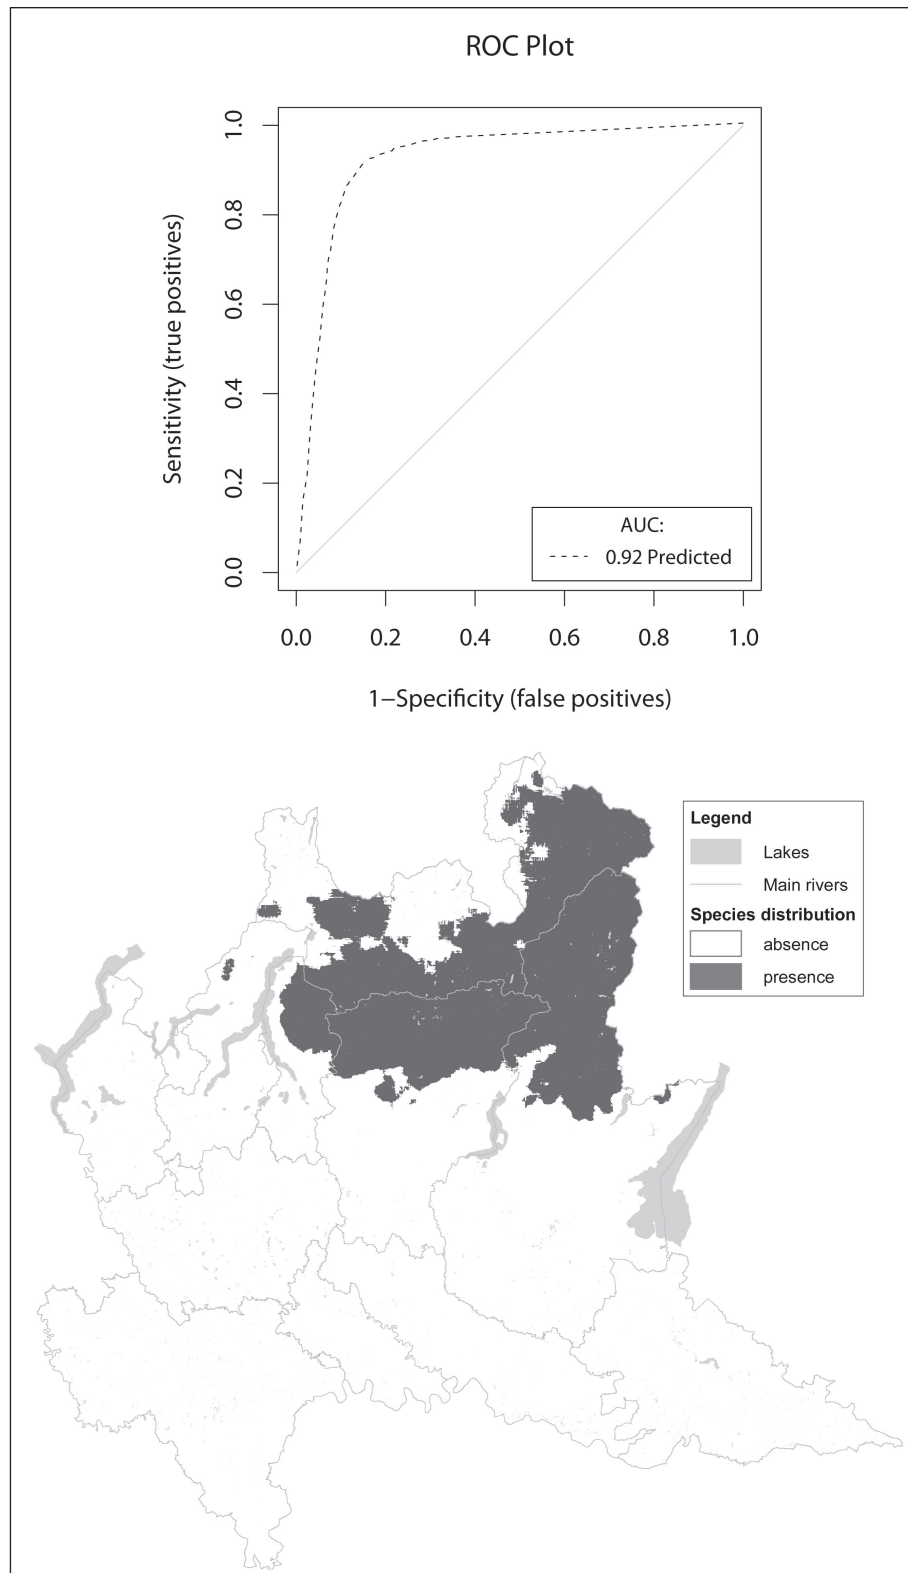 ROC Plot
Sensitivity (true positives)
1.0
0.8
0.6
0.4
0.2
0.0
AUC:
0.92 Predicted
0.0 0.2 0.4 0.6 0.8 1.0
1−Specificity (false positives)
Legend
Lakes
Main rivers
Species distribution
absence
presence